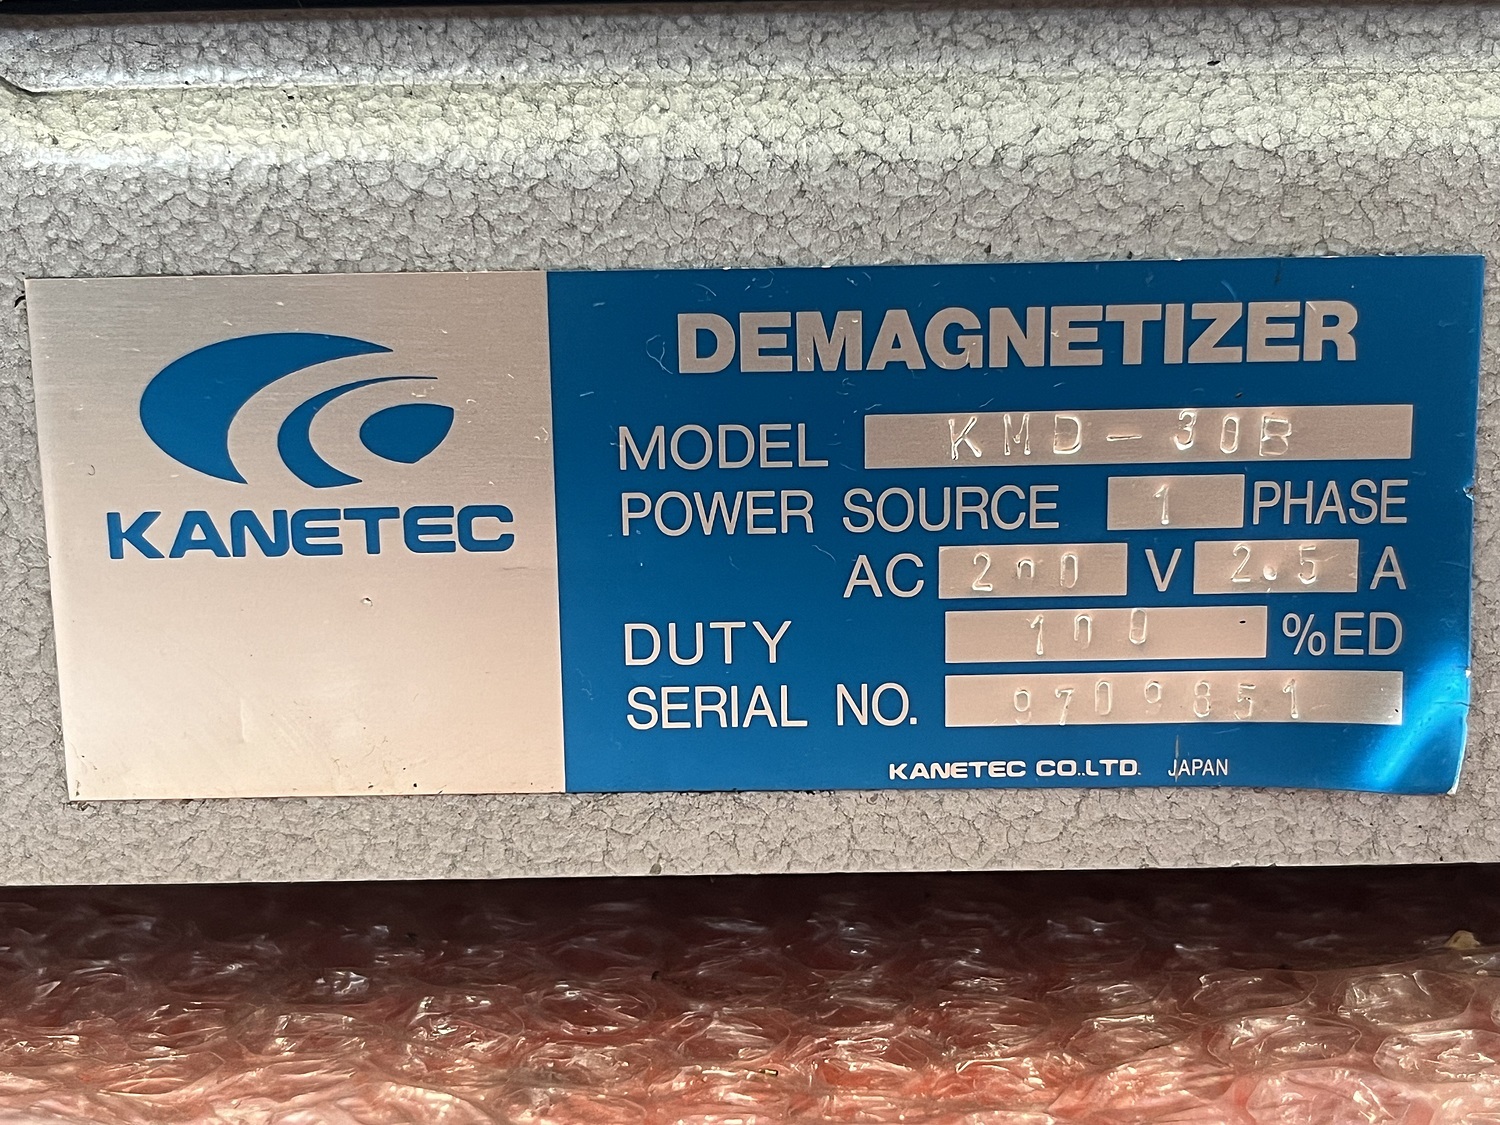 KANETEC
DEMAGNETIZER
MODEL KMD-30B
POWER SOURCE 1 PHASE
AC 200 V 2.5 A
DUTY 100 %ED
SERIAL NO. 9709851
KANETEC CO.,LTD. JAPAN